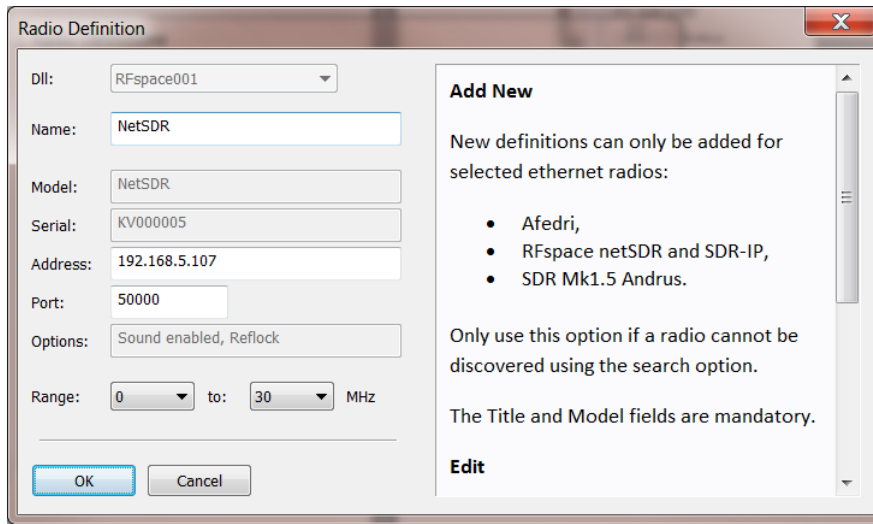 Radio Definition
Dll: RFspace001
Name: NetSDR
Model: NetSDR
Serial: KV000005
Address: 192.168.5.107
Port: 50000
Options: Sound enabled, Reflock
Range: 0 to: 30 MHz
OK Cancel
Add New
New definitions can only be added for
selected ethernet radios:
• Afedri,
• RFspace netSDR and SDR-IP,
• SDR Mk1.5 Andrus.
Only use this option if a radio cannot be
discovered using the search option.
The Title and Model fields are mandatory.
Edit